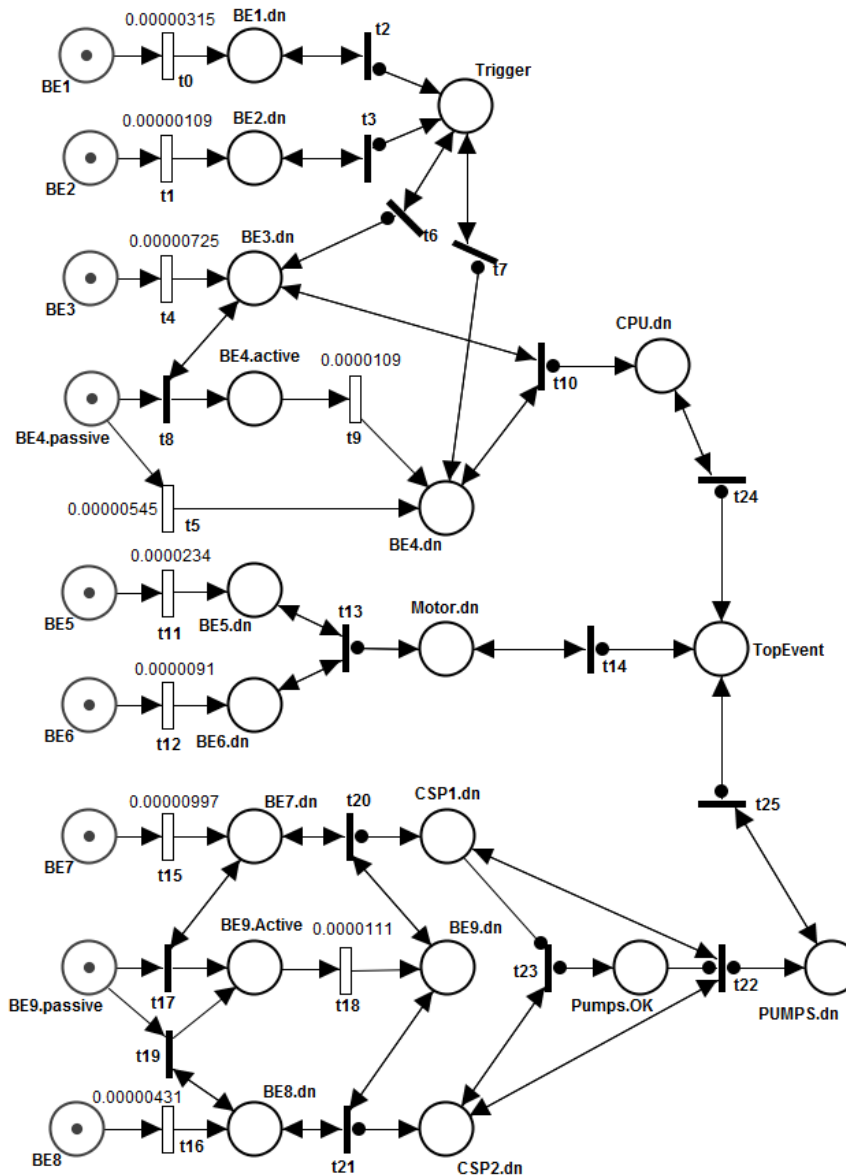 0.00000315
BE1.dn
t2
BE1
t0
Trigger
0.00000109
BE2.dn
t3
BE2
t1
0.00000725
BE3.dn
t6
t7
BE3
t4
CPU.dn
BE4.active
0.0000109
t10
BE4.passive
t8
t9
0.00000545
t5
t24
BE4.dn
0.0000234
BE5
t11
BE5.dn
t13
Motor.dn
t14
TopEvent
0.0000091
BE6
t12
BE6.dn
0.00000997
BE7.dn
t20
CSP1.dn
t25
BE7
t15
BE9.Active
0.0000111
BE9.dn
t23
BE9.passive
t17
t18
Pumps.OK
t22
PUMPS.dn
t19
0.00000431
BE8.dn
BE8
t16
t21
CSP2.dn